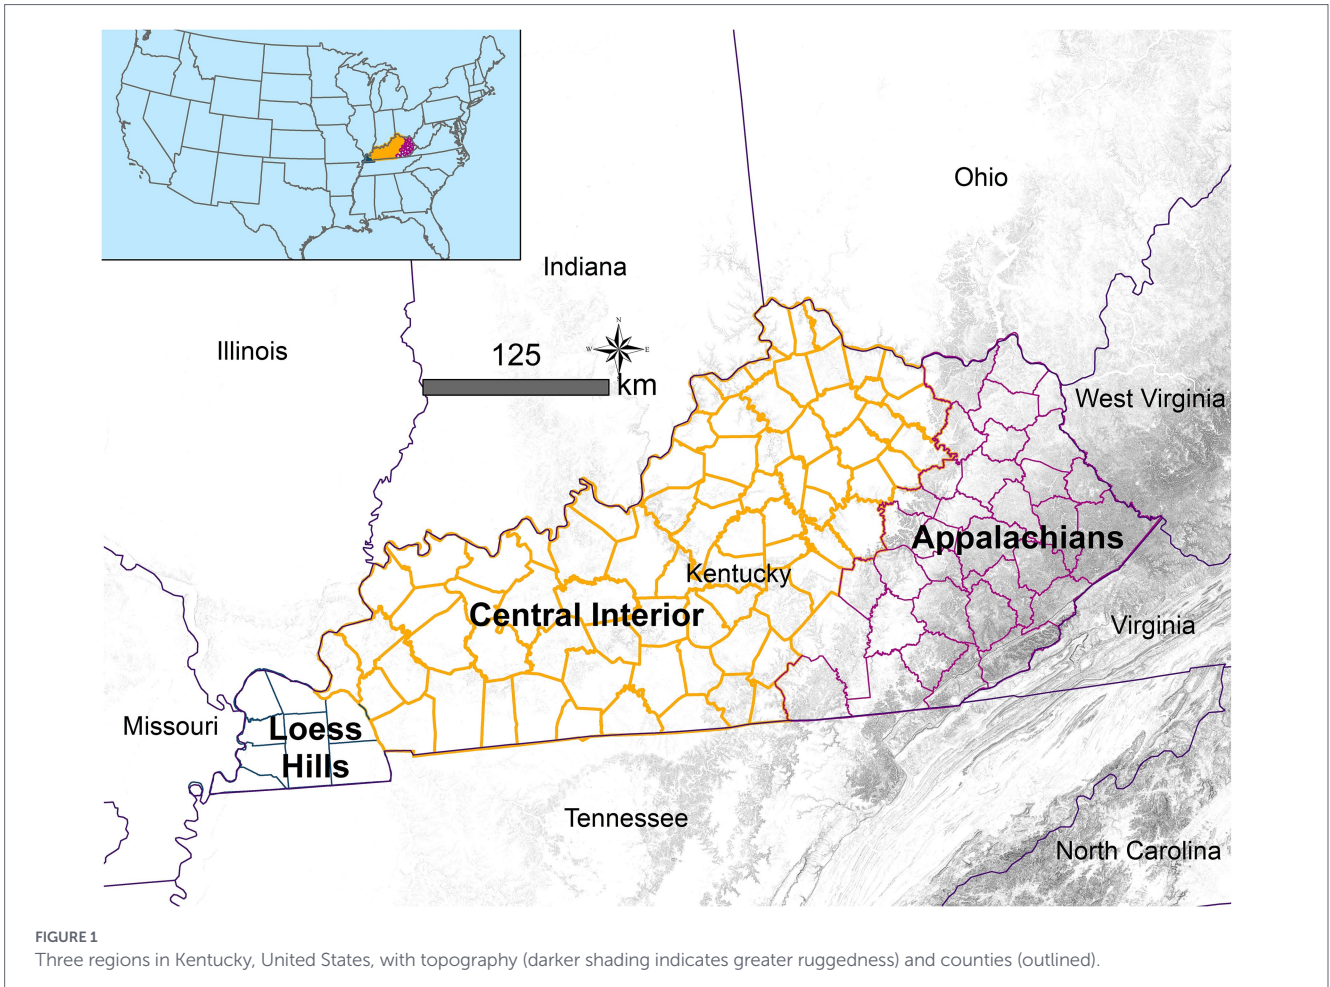 Ohio
Indiana
Illinois
125
km
N
W
E
West Virginia
Appalachians
Kentucky
Central Interior
Virginia
Missouri
Loess
Hills
Tennessee
North Carolina
FIGURE 1
Three regions in Kentucky, United States, with topography (darker shading indicates greater ruggedness) and counties (outlined).